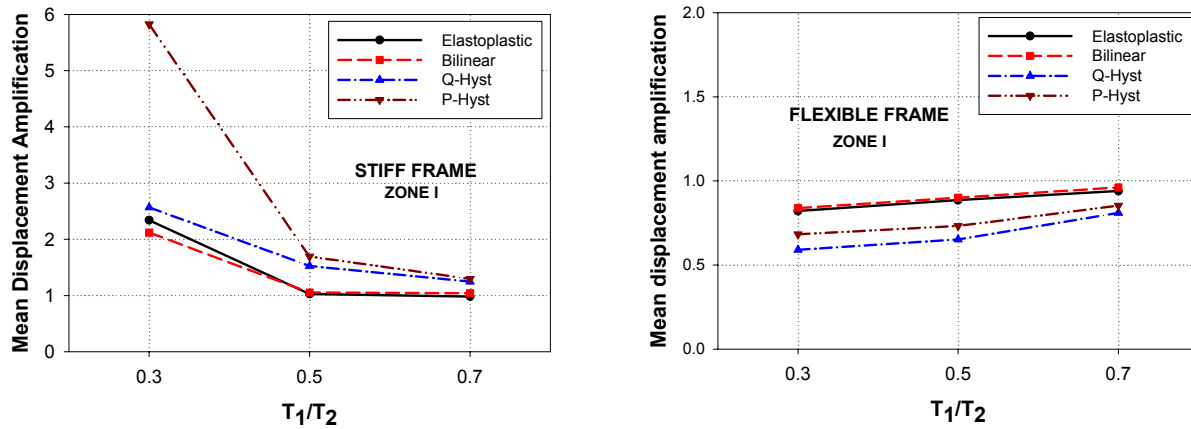 6
5
4
3
2
1
0
Mean Displacement Amplification
Elastoplastic
Bilinear
Q-Hyst
P-Hyst
STIFF FRAME
ZONE I
0.3
0.5
0.7
T1/T2
2.0
1.5
1.0
0.5
0.0
Mean displacement amplification
Elastoplastic
Bilinear
Q-Hyst
P-Hyst
FLEXIBLE FRAME
ZONE I
0.3
0.5
0.7
T1/T2